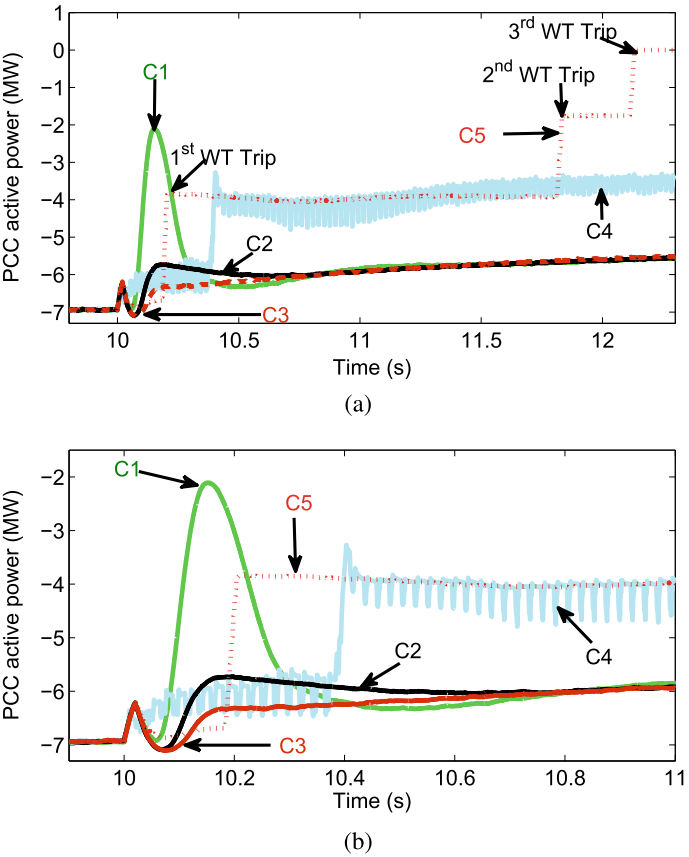 1
0
−1
−2
−3
−4
−5
−6
−7
PCC active power (MW)
3rd WT Trip
2nd WT Trip
C1
C5
1st WT Trip
C2
C4
C3
10
10.5
11
11.5
12
Time (s)
(a)
−2
−3
−4
−5
−6
−7
PCC active power (MW)
C1
C5
C2
C4
C3
10
10.2
10.4
10.6
10.8
11
Time (s)
(b)